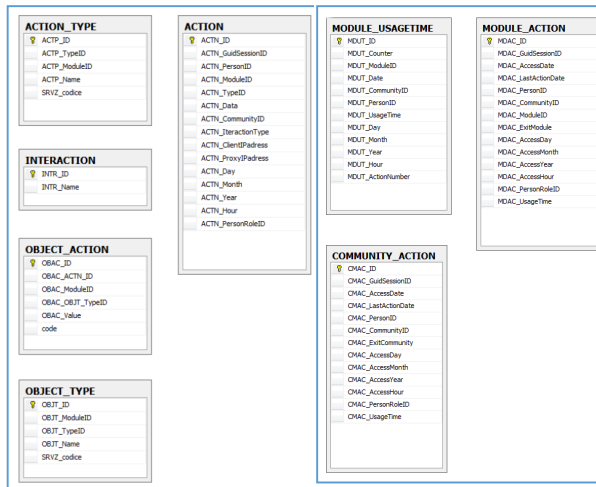 ACTION_TYPE
ACTP_ID
ACTP_TypeID
ACTP_ModuleID
ACTP_Name
SRVZ_codice
INTERACTION
INTR_ID
INTR_Name
OBJECT_ACTION
OBAC_ID
OBAC_ACTN_ID
OBAC_ModuleID
OBAC_OBJT_TypeID
OBAC_Value
code
OBJECT_TYPE
OBJT_ID
OBJT_ModuleID
OBJT_TypeID
OBJT_Name
SRVZ_codice
ACTION
ACTN_ID
ACTN_GuidSessionID
ACTN_PersonID
ACTN_ModuleID
ACTN_TypeID
ACTN_Data
ACTN_CommunityID
ACTN_IteractionType
ACTN_ClientIPadress
ACTN_ProxyIPadress
ACTN_Day
ACTN_Month
ACTN_Year
ACTN_Hour
ACTN_PersonRoleID
MODULE_USAGETIME
MDUT_ID
MDUT_Counter
MDUT_ModuleID
MDUT_Date
MDUT_CommunityID
MDUT_PersonID
MDUT_UsageTime
MDUT_Day
MDUT_Month
MDUT_Year
MDUT_Hour
MDUT_ActionNumber
COMMUNITY_ACTION
CMAC_ID
CMAC_GuidSessionID
CMAC_AccessDate
CMAC_LastActionDate
CMAC_PersonID
CMAC_CommunityID
CMAC_ExitCommunity
CMAC_AccessDay
CMAC_AccessMonth
CMAC_AccessYear
CMAC_AccessHour
CMAC_PersonRoleID
CMAC_UsageTime
MODULE_ACTION
MDAC_ID
MDAC_GuidSessionID
MDAC_AccessDate
MDAC_LastActionDate
MDAC_PersonID
MDAC_CommunityID
MDAC_ModuleID
MDAC_ExitModule
MDAC_AccessDay
MDAC_AccessMonth
MDAC_AccessYear
MDAC_AccessHour
MDAC_PersonRoleID
MDAC_UsageTime